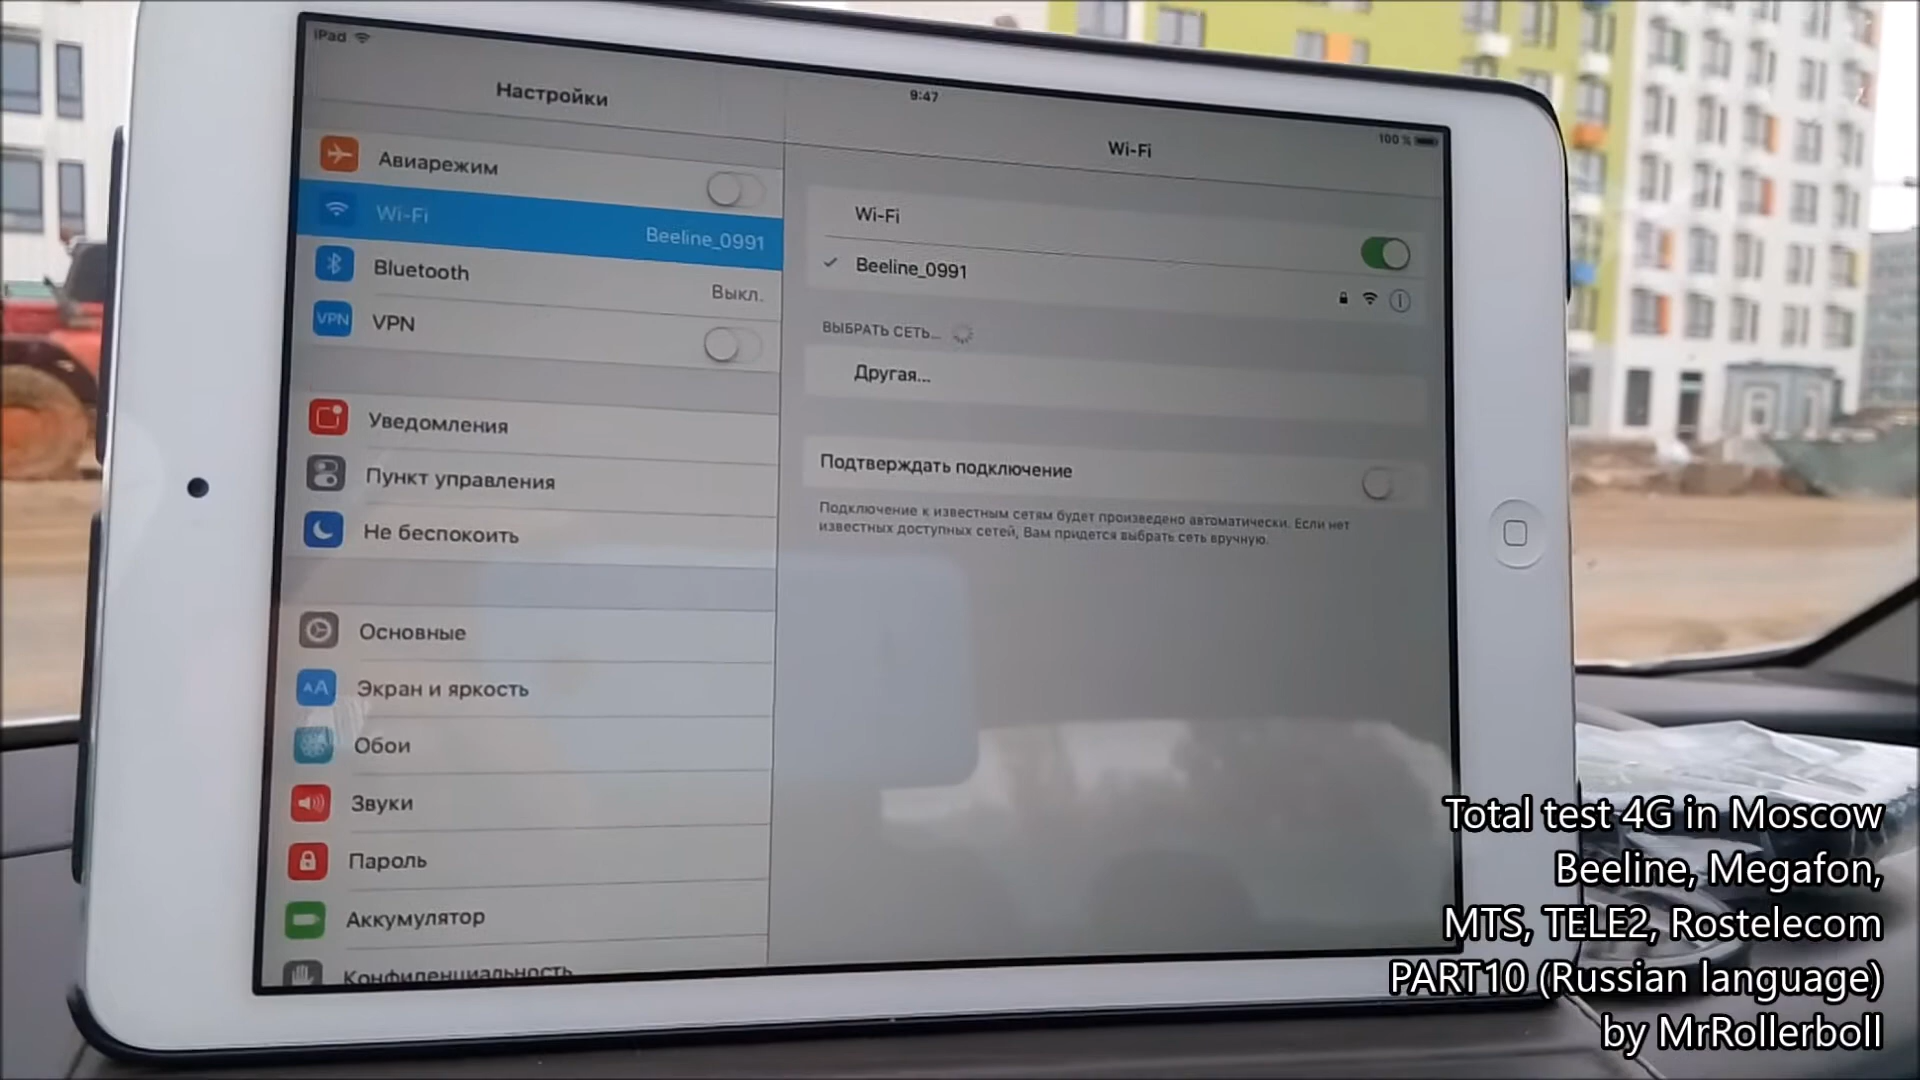 iPad
9:47
100 %
Настройки
Авиарежим
Wi-Fi
Beeline_0991
Bluetooth
Выкл.
VPN
VPN
Уведомления
Пункт управления
Не беспокоить
Основные
AA
Экран и яркость
Обои
Звуки
Пароль
Аккумулятор
Конфиденциальность
Wi-Fi
Wi-Fi
Beeline_0991
ВЫБРАТЬ СЕТЬ...
Другая...
Подтверждать подключение
Подключение к известным сетям будет произведено автоматически. Если нет
известных доступных сетей, Вам придется выбрать сеть вручную.
Total test 4G in Moscow
Beeline, Megafon,
MTS, TELE2, Rostelecom
PART10 (Russian language)
by MrRollerboll